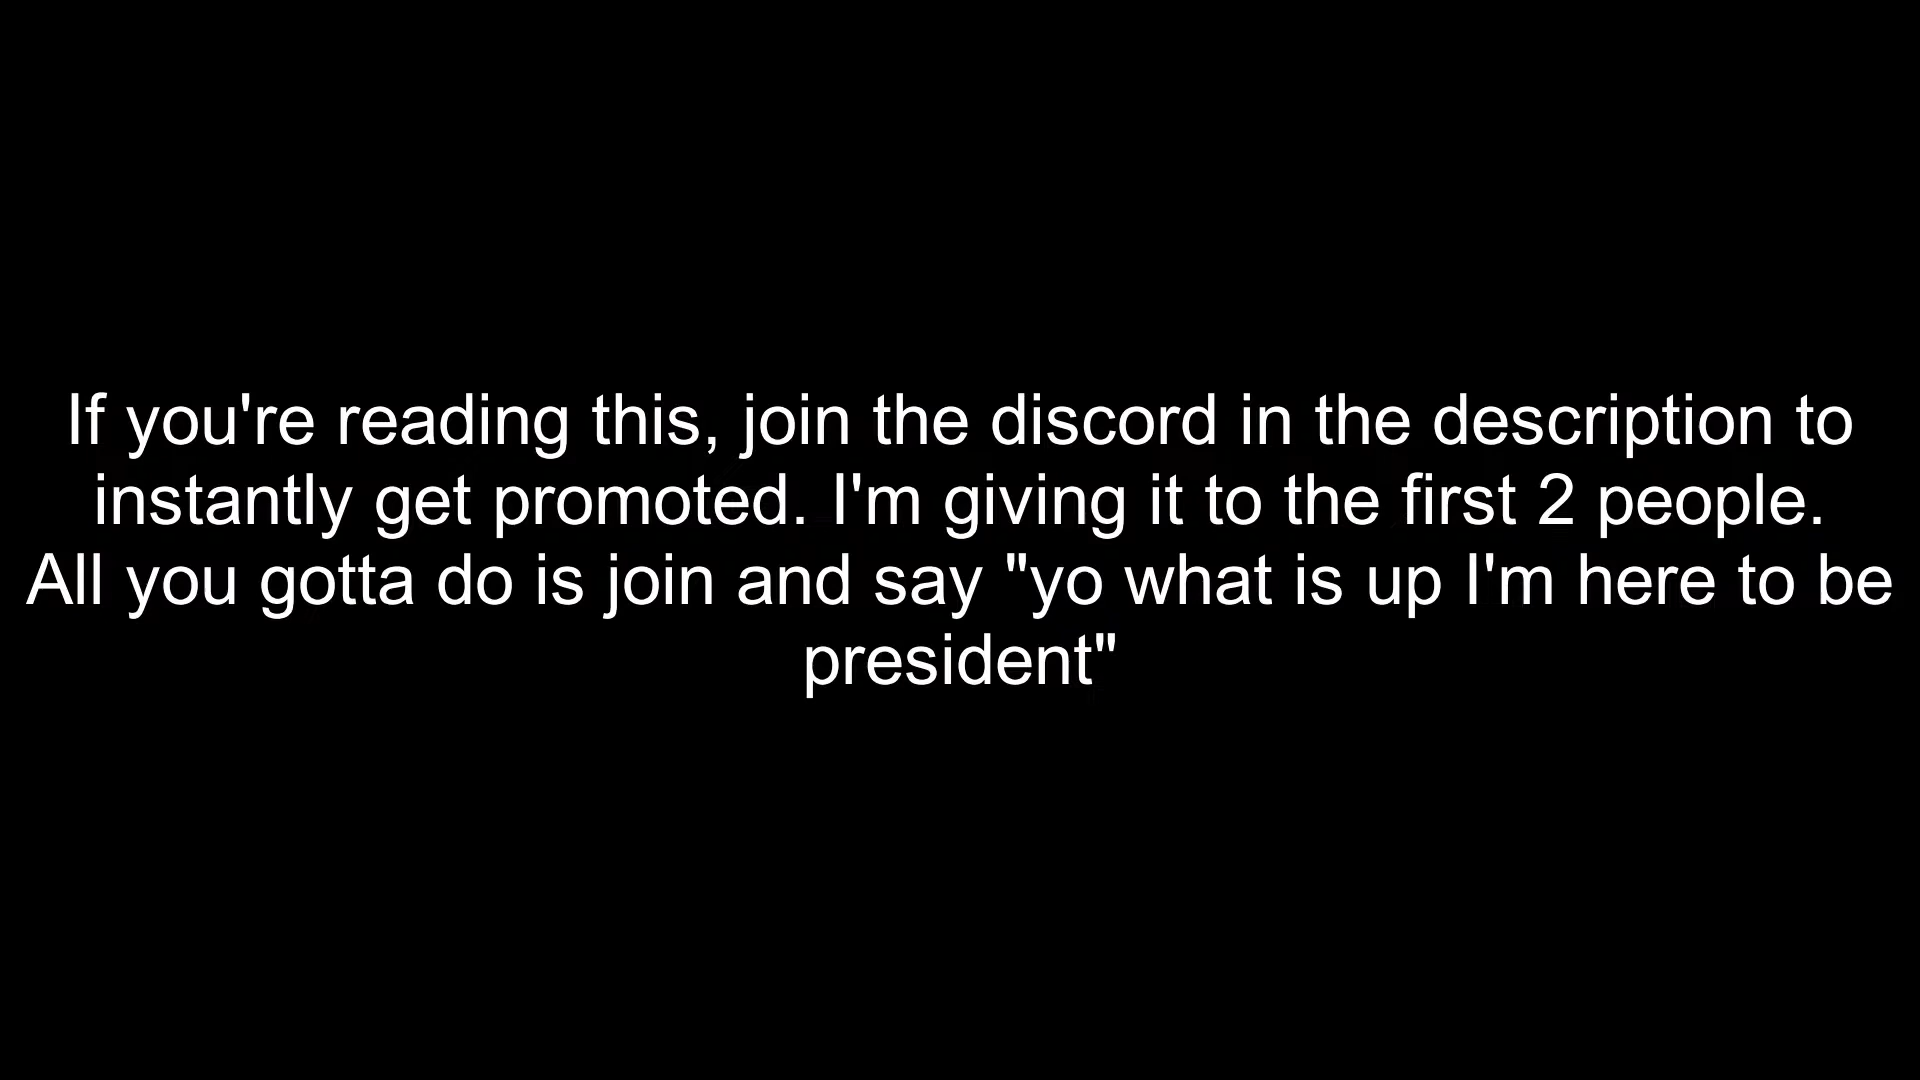 If you're reading this, join the discord in the description to
instantly get promoted. I'm giving it to the first 2 people.
All you gotta do is join and say "yo what is up I'm here to be
president"